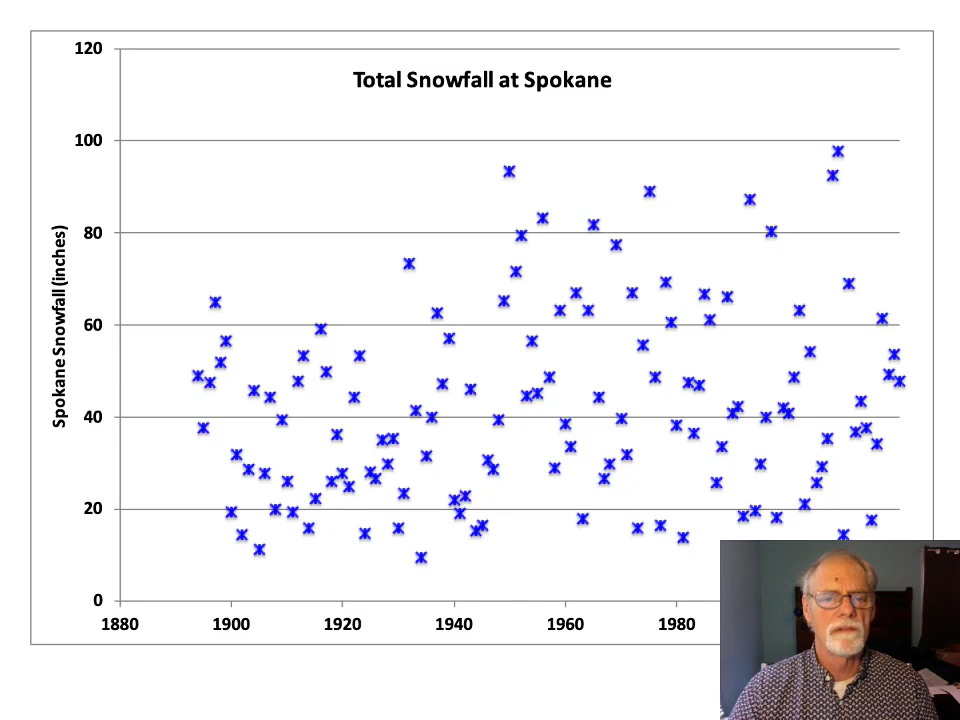 Total Snowfall at Spokane
Spokane Snowfall (inches)
120
100
80
60
40
20
0
1880 1900 1920 1940 1960 1980